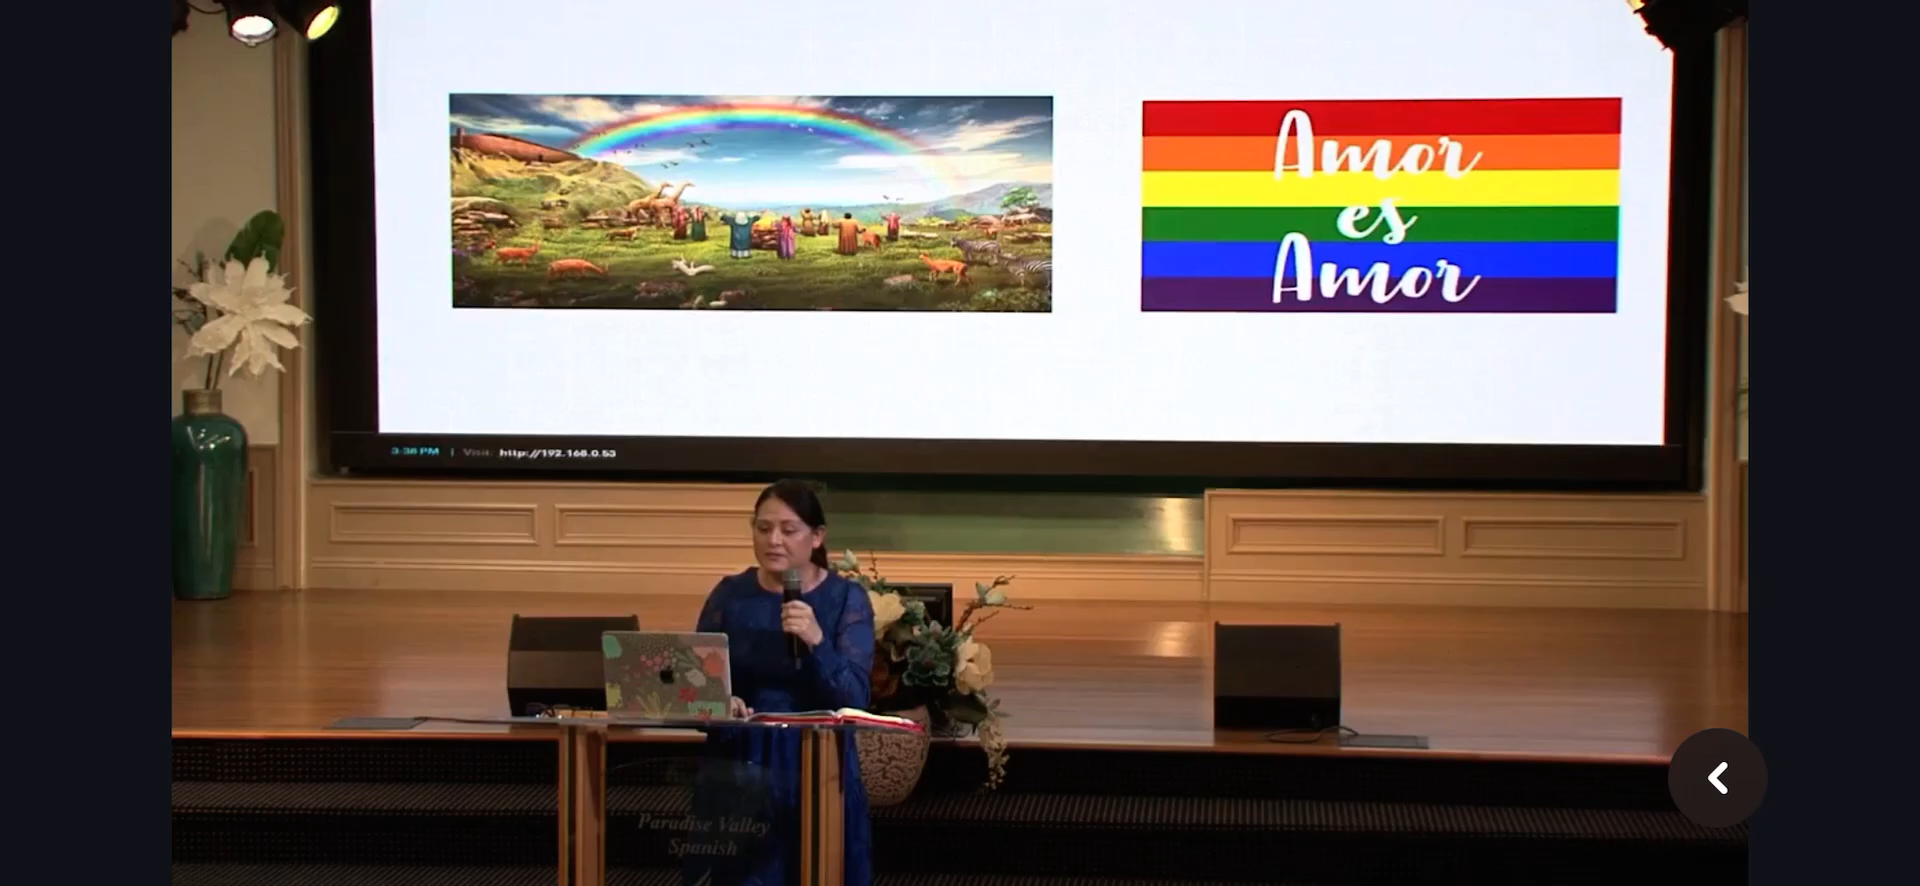 Amor
es
Amor
3:36 PM | Visit: http://192.168.0.53
Paradise Valley
Spanish